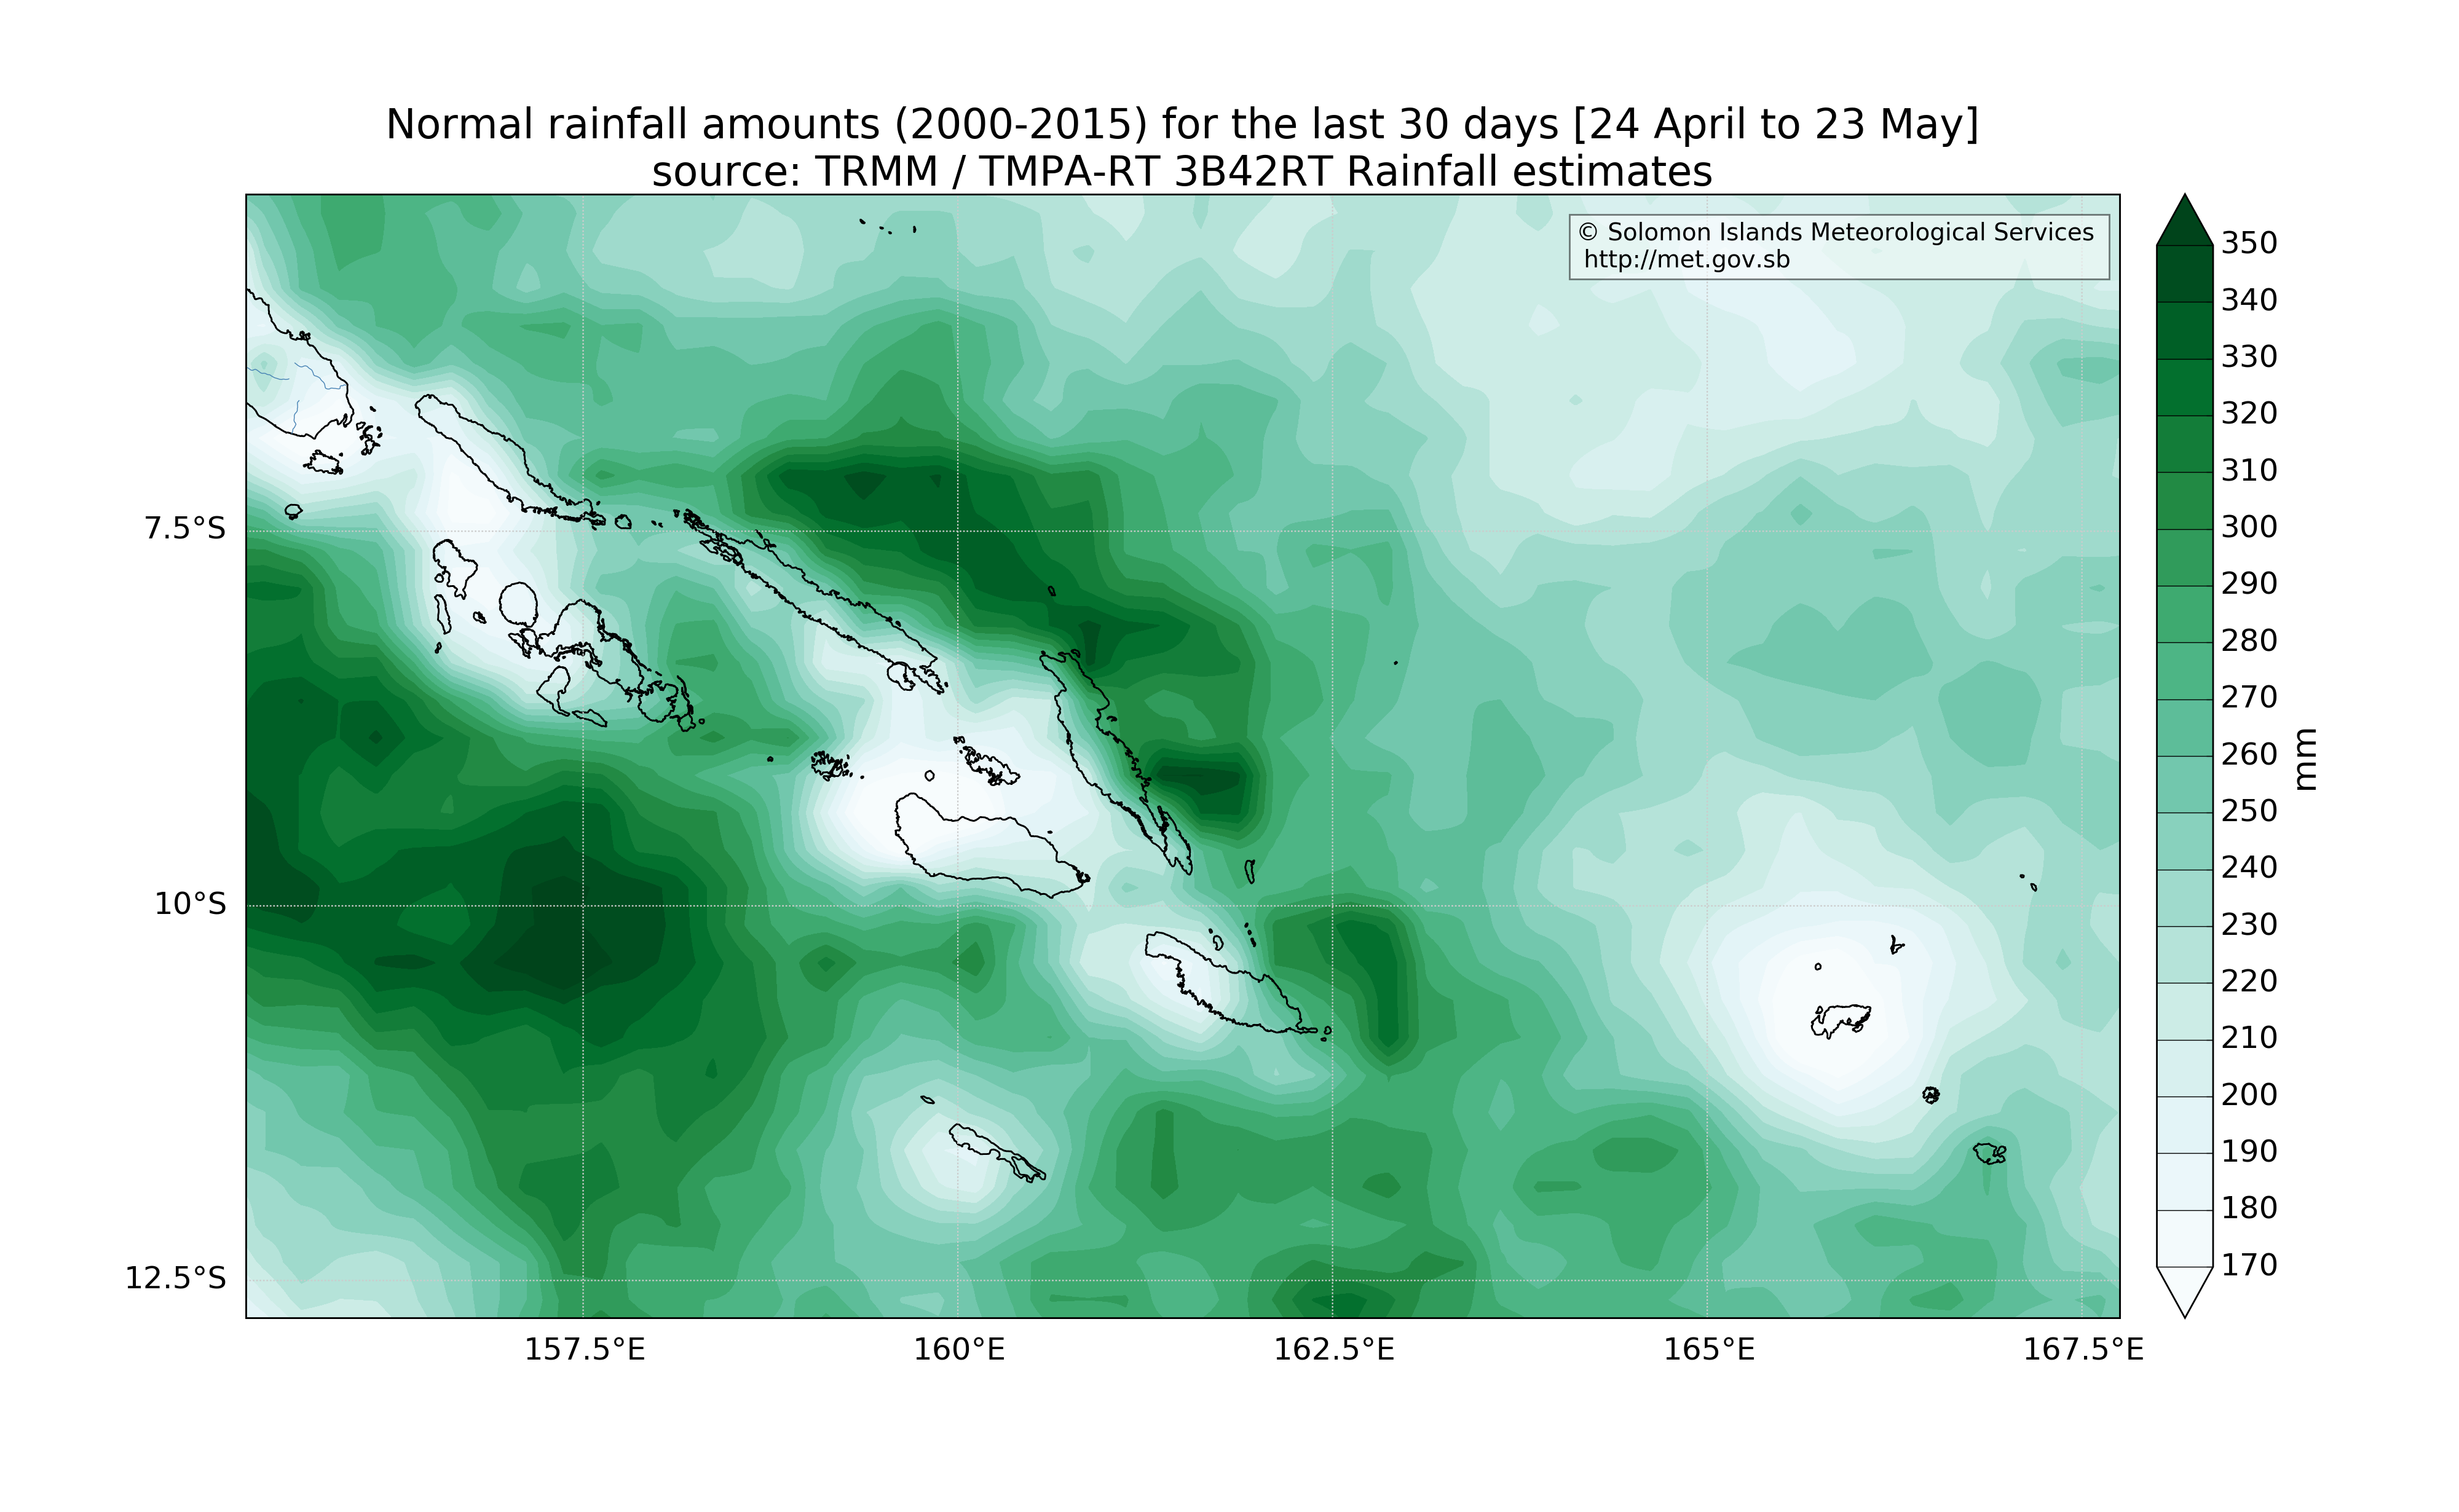 Normal rainfall amounts (2000-2015) for the last 30 days [24 April to 23 May]
source: TRMM / TMPA-RT 3B42RT Rainfall estimates
© Solomon Islands Meteorological Services
http://met.gov.sb
7.5°S
10°S
12.5°S
157.5°E
160°E
162.5°E
165°E
167.5°E
350
340
330
320
310
300
290
280
270
260
250
240
230
220
210
200
190
180
170
mm